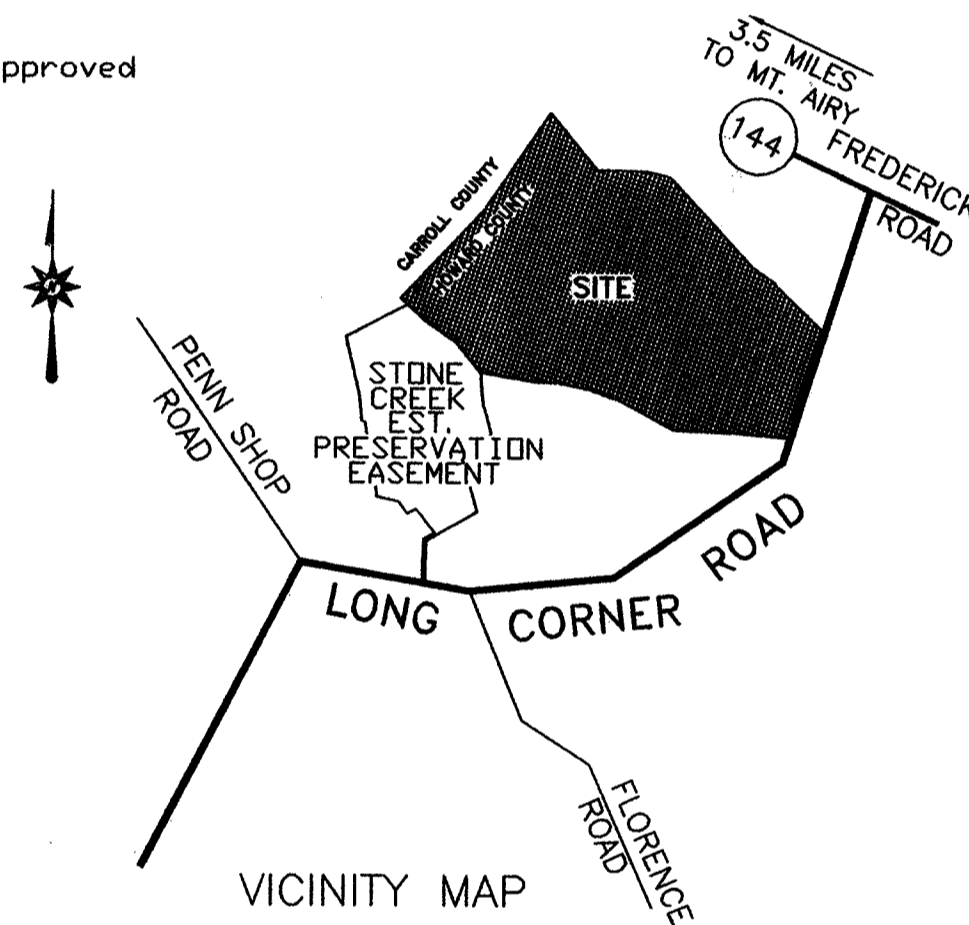 pproved
3.5 MILES
TO MT. AIRY
144
FREDERICK
ROAD
CARROLL COUNTY
HOWARD COUNTY
SITE
N
PENN SHOP
ROAD
STONE
CREEK
EST.
PRESERVATION
EASEMENT
LONG CORNER ROAD
FLORENCE
ROAD
VICINITY MAP